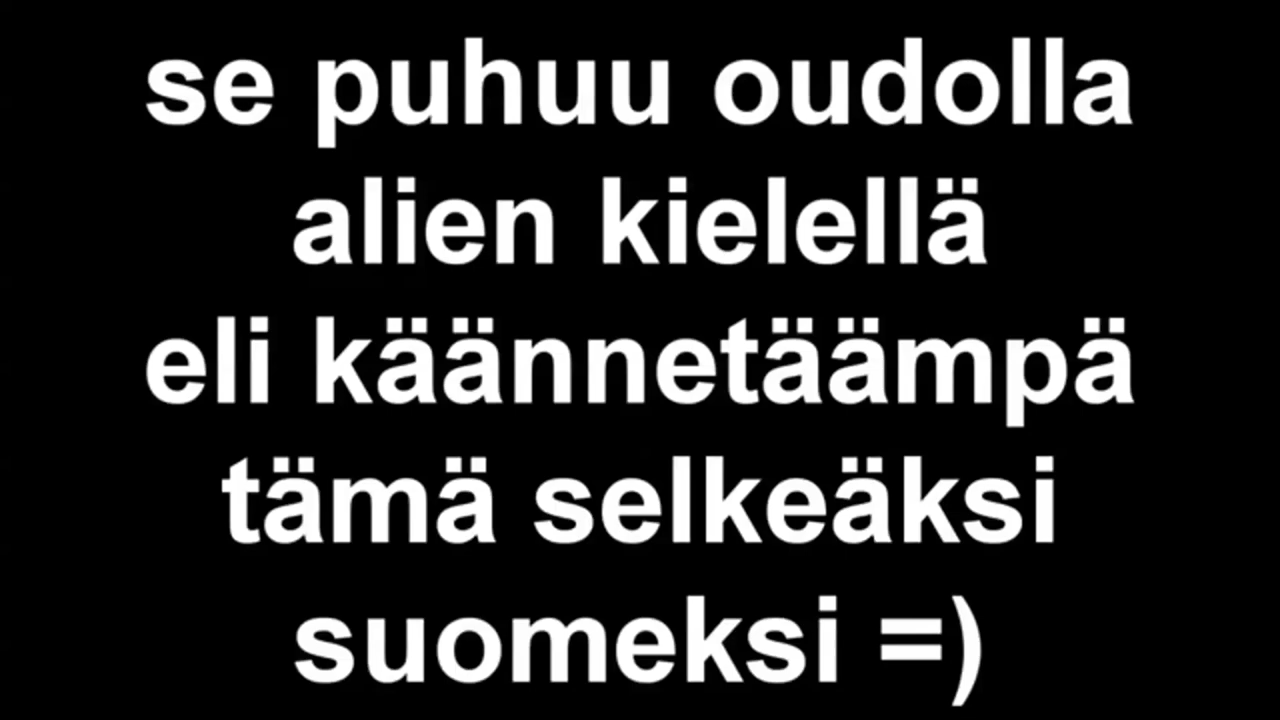 se puhuu oudolla
alien kielellä
eli käännetäämpä
tämä selkeäksi
suomeksi =)